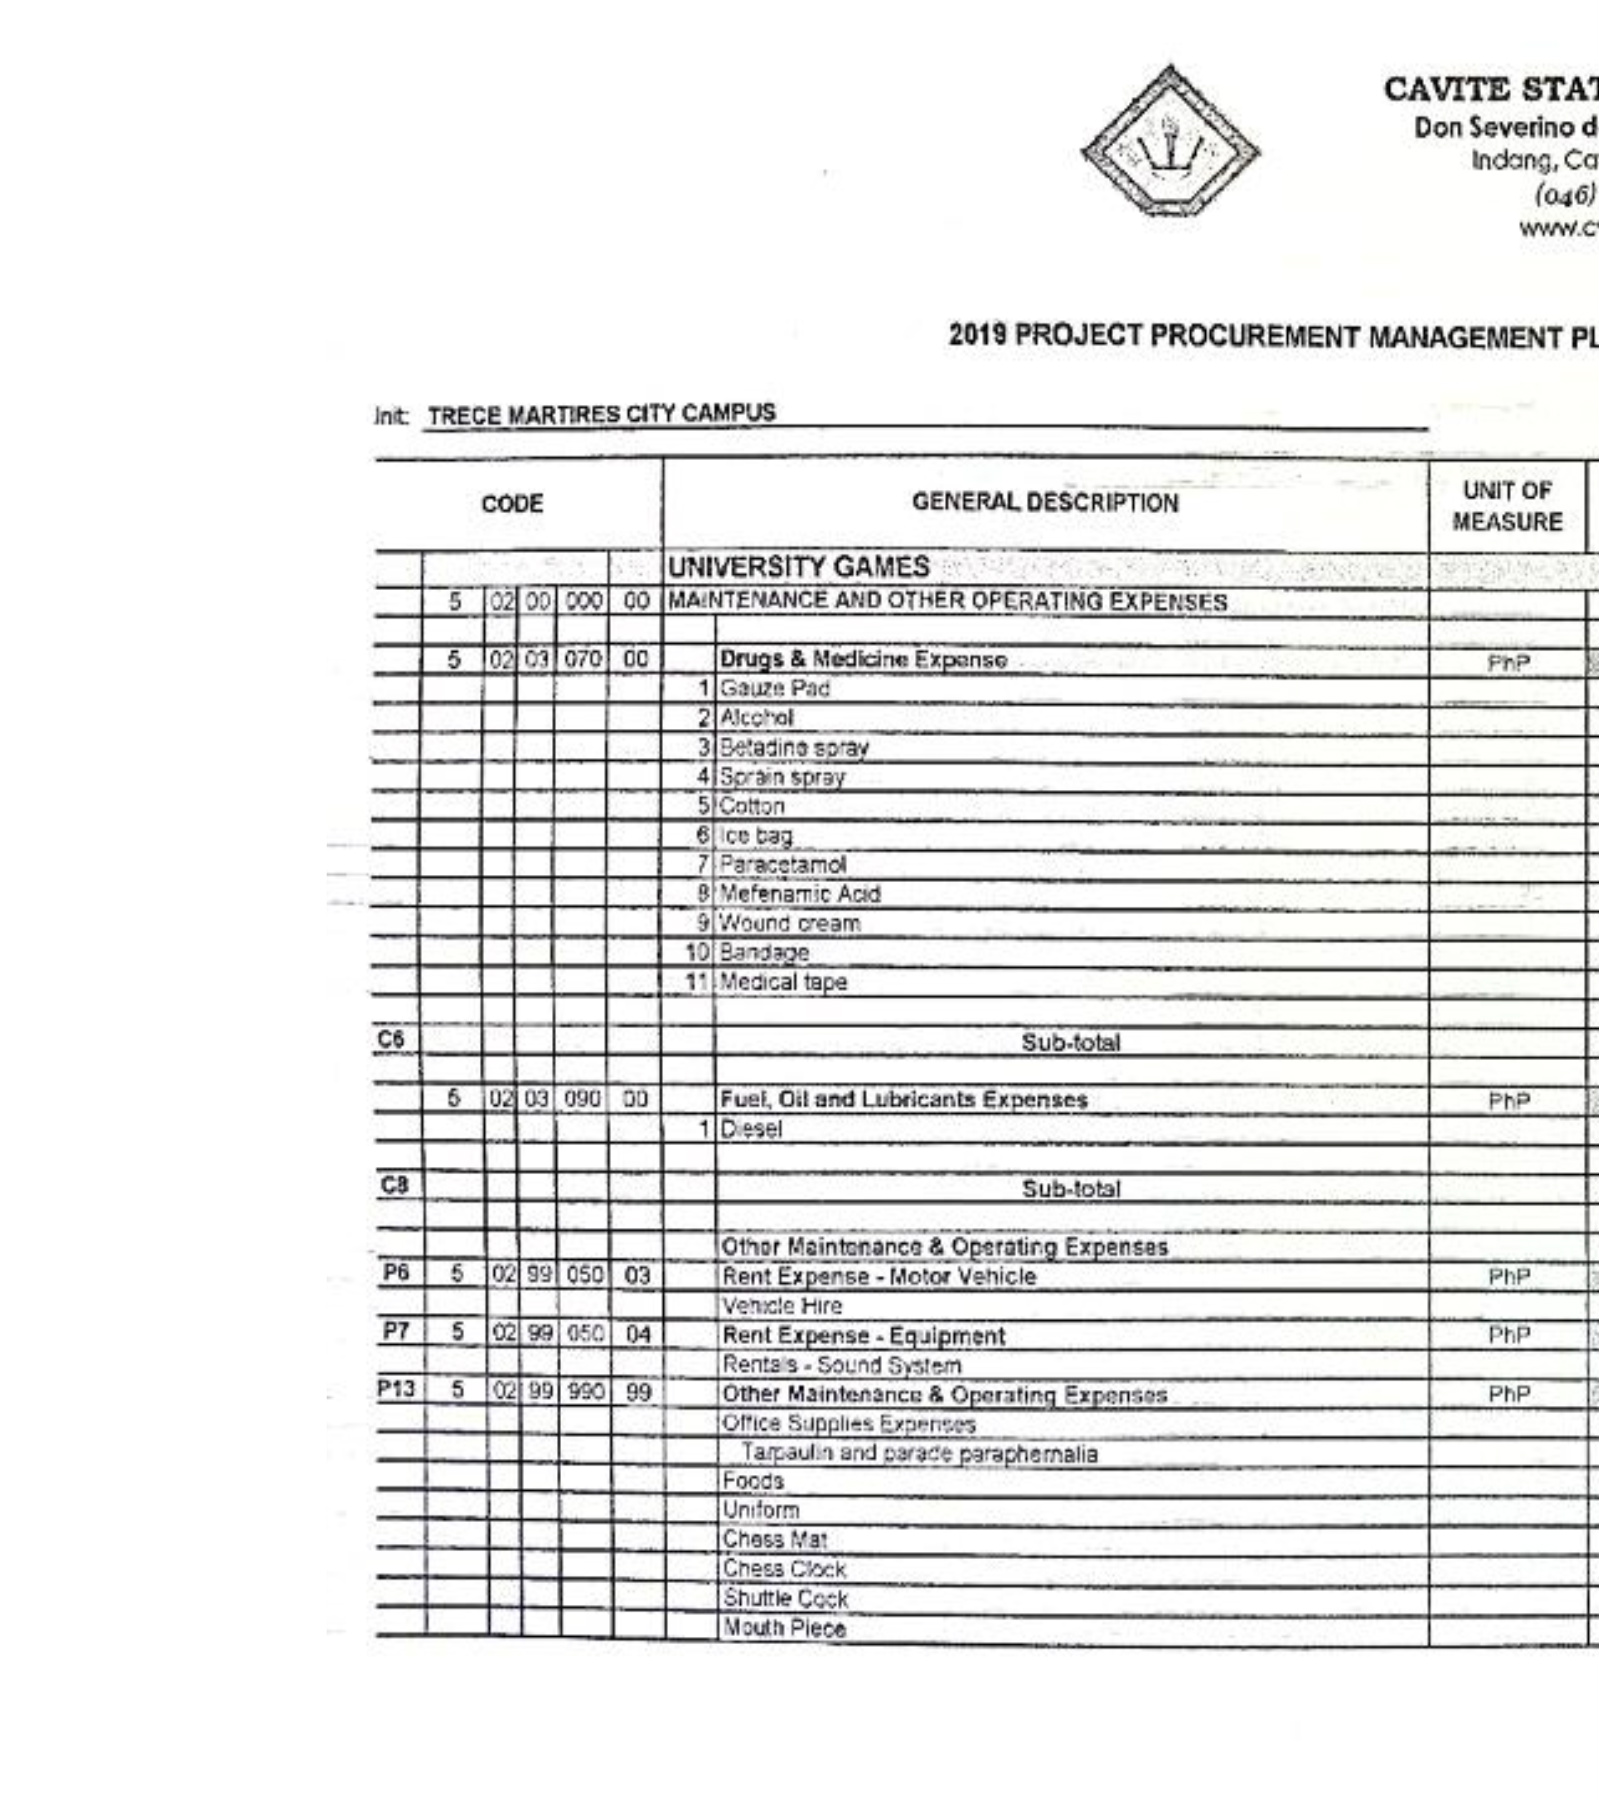 CAVITE STAT
Don Severino d
Indang, Ca
(046)
www.c
2019 PROJECT PROCUREMENT MANAGEMENT PL
Jnit: TRECE MARTIRES CITY CAMPUS
CODE GENERAL DESCRIPTION UNIT OF MEASURE
UNIVERSITY GAMES
5 02 00 000 00 MAINTENANCE AND OTHER OPERATING EXPENSES
5 02 03 070 00 Drugs & Medicine Expense PhP
1 Gauze Pad
2 Alcohol
3 Betadine spray
4 Sprain spray
5 Cotton
6 Ice bag
7 Paracetamol
8 Mefenamic Acid
9 Wound cream
10 Bandage
11 Medical tape
C6 Sub-total
5 02 03 090 00 Fuel, Oil and Lubricants Expenses PhP
1 Diesel
C8 Sub-total
Other Maintenance & Operating Expenses
P6 5 02 99 050 03 Rent Expense - Motor Vehicle PhP
Vehicle Hire
P7 5 02 99 050 04 Rent Expense - Equipment PhP
Rentals - Sound System
P13 5 02 99 990 99 Other Maintenance & Operating Expenses PhP
Office Supplies Expenses
Tarpaulin and parade paraphernalia
Foods
Uniform
Chess Mat
Chess Clock
Shuttle Cock
Mouth Piece